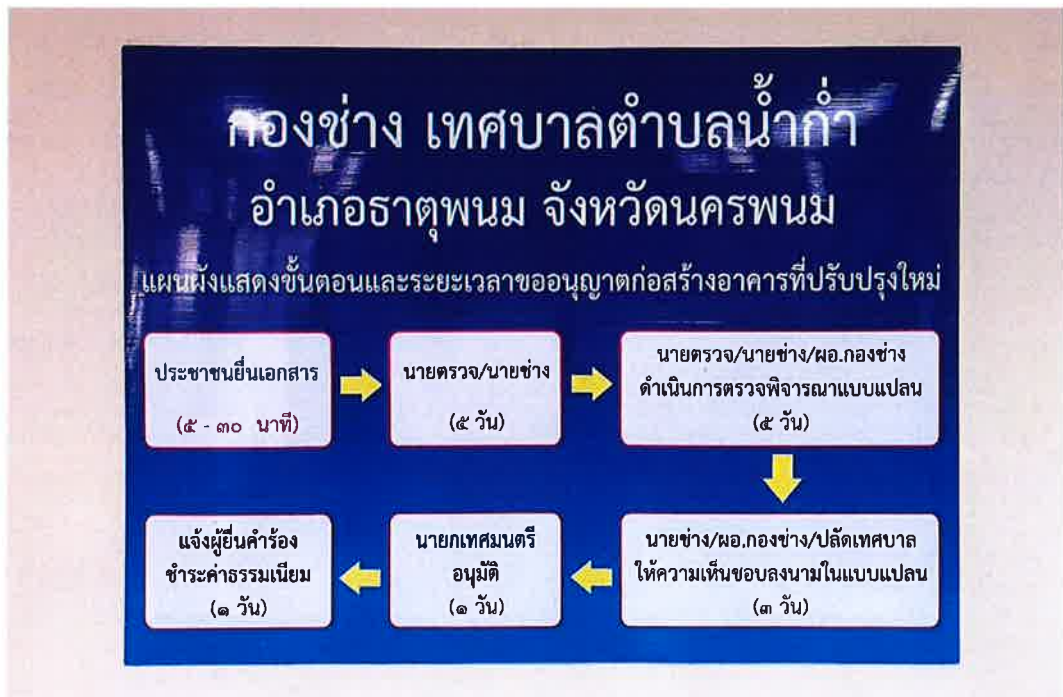 กองช่าง เทศบาลตำบลน้ำก่ำ
อำเภอธาตุพนม จังหวัดนครพนม
แผนผังแสดงขั้นตอนและระยะเวลาขออนุญาตก่อสร้างอาคารที่ปรับปรุงใหม่
ประชาชนยื่นเอกสาร
(๕ - ๓๐ นาที)
นายตรวจ/นายช่าง
(๕ วัน)
นายตรวจ/นายช่าง/ผอ.กองช่าง
ดำเนินการตรวจพิจารณาแบบแปลน
(๕ วัน)
นายช่าง/ผอ.กองช่าง/ปลัดเทศบาล
ให้ความเห็นชอบลงนามในแบบแปลน
(๓ วัน)
นายกเทศมนตรี
อนุมัติ
(๑ วัน)
แจ้งผู้ยื่นคำร้อง
ชำระค่าธรรมเนียม
(๑ วัน)